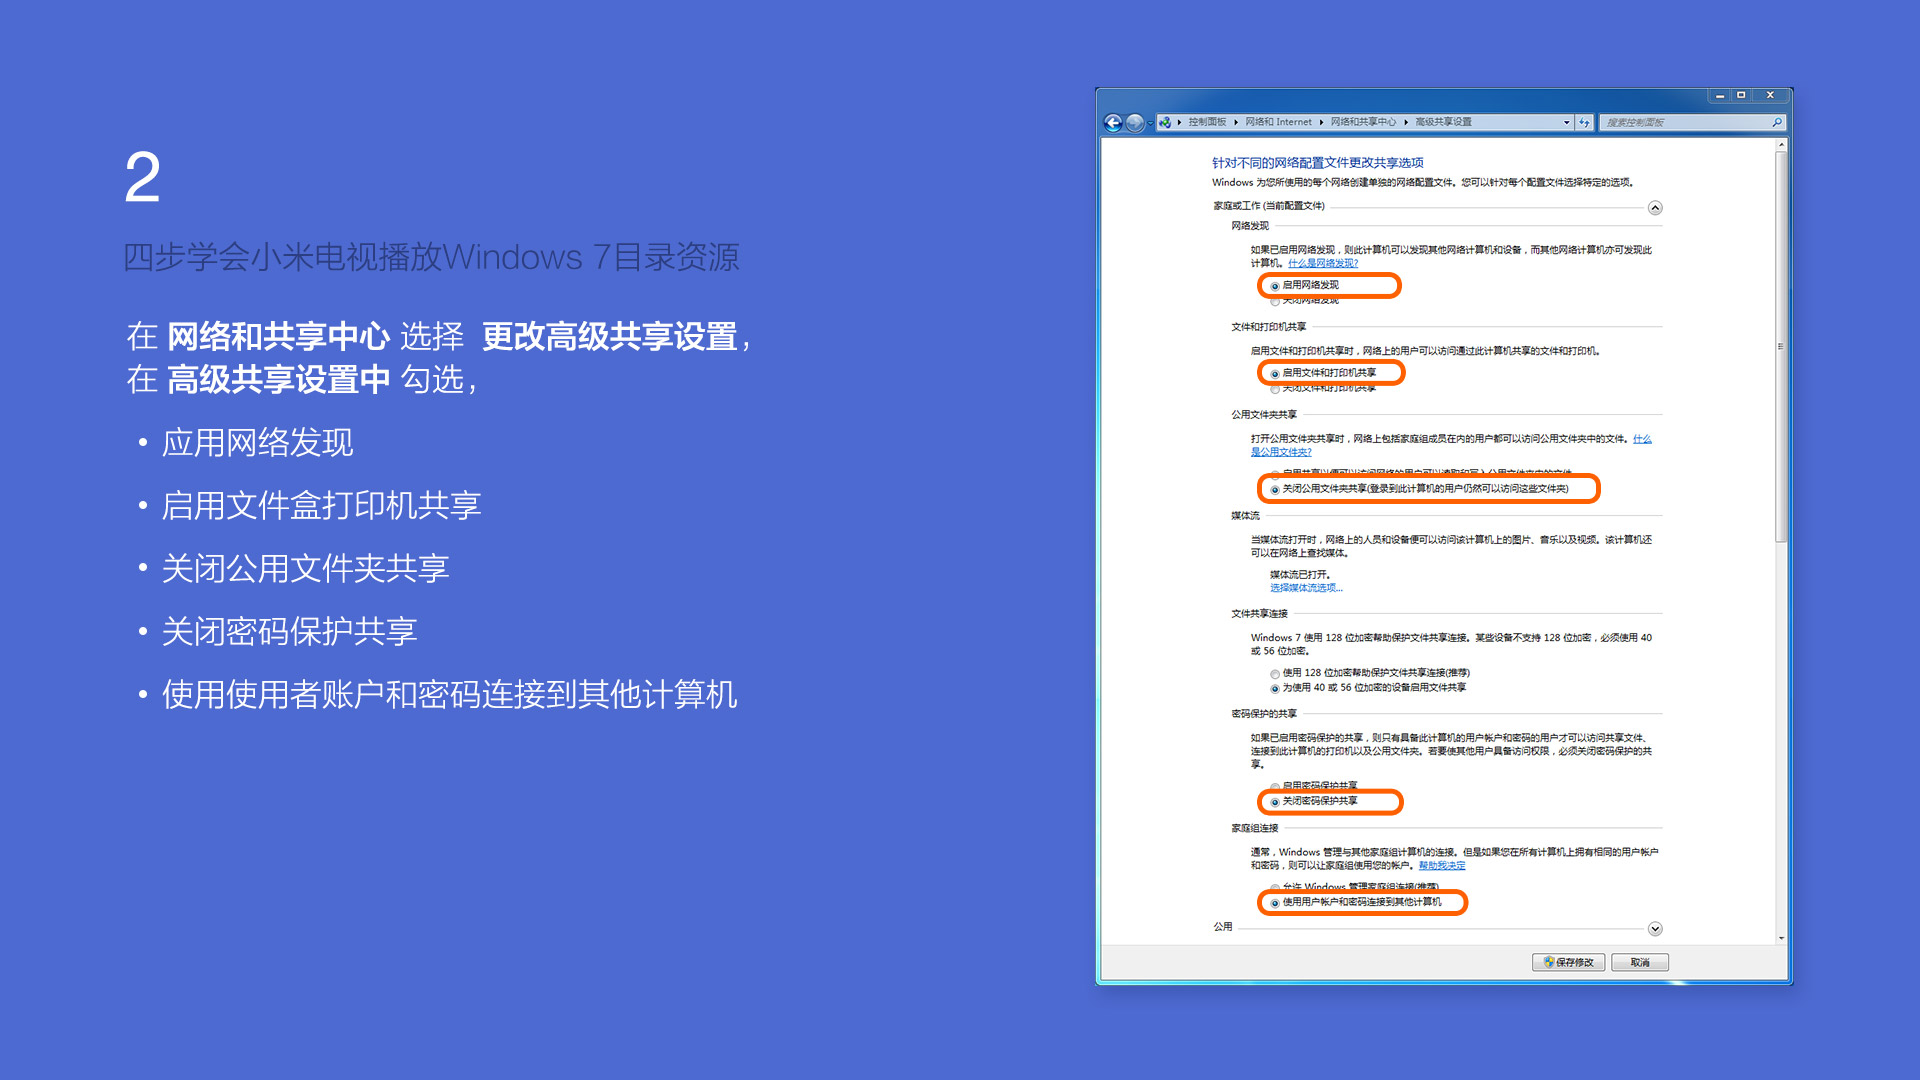 2
四步学会小米电视播放Windows 7目录资源
在 网络和共享中心 选择 更改高级共享设置，
在 高级共享设置中 勾选，
• 应用网络发现
• 启用文件盒打印机共享
• 关闭公用文件夹共享
• 关闭密码保护共享
• 使用使用者账户和密码连接到其他计算机
控制面板 ▸ 网络和 Internet ▸ 网络和共享中心 ▸ 高级共享设置
搜索控制面板
针对不同的网络配置文件更改共享选项
Windows 为您所使用的每个网络创建单独的网络配置文件。您可以针对每个配置文件选择特定的选项。
家庭或工作 (当前配置文件)
网络发现
如果已启用网络发现，则此计算机可以发现其他网络计算机和设备，而其他网络计算机亦可发现此
计算机。什么是网络发现?
启用网络发现
关闭网络发现
文件和打印机共享
启用文件和打印机共享时，网络上的用户可以访问通过此计算机共享的文件和打印机。
启用文件和打印机共享
关闭文件和打印机共享
公用文件夹共享
打开公用文件夹共享时，网络上包括家庭组成员在内的用户都可以访问公用文件夹中的文件。什么
是公用文件夹?
启用共享以便可以访问网络的用户可以读取和写入公用文件夹中的文件
关闭公用文件夹共享(登录到此计算机的用户仍然可以访问这些文件夹)
媒体流
当媒体流打开时，网络上的人员和设备便可以访问该计算机上的图片、音乐以及视频。该计算机还
可以在网络上查找媒体。
媒体流已打开。
选择媒体流选项...
文件共享连接
Windows 7 使用 128 位加密帮助保护文件共享连接。某些设备不支持 128 位加密，必须使用 40
或 56 位加密。
使用 128 位加密帮助保护文件共享连接(推荐)
为使用 40 或 56 位加密的设备启用文件共享
密码保护的共享
如果已启用密码保护的共享，则只有具备此计算机的用户帐户和密码的用户才可以访问共享文件、
连接到此计算机的打印机以及公用文件夹。若要使其他用户具备访问权限，必须关闭密码保护的共
享。
启用密码保护共享
关闭密码保护共享
家庭组连接
通常，Windows 管理与其他家庭组计算机的连接。但是如果您在所有计算机上拥有相同的用户帐户
和密码，则可以让家庭组使用您的帐户。帮助我决定
允许 Windows 管理家庭组连接(推荐)
使用用户帐户和密码连接到其他计算机
公用
保存修改
取消